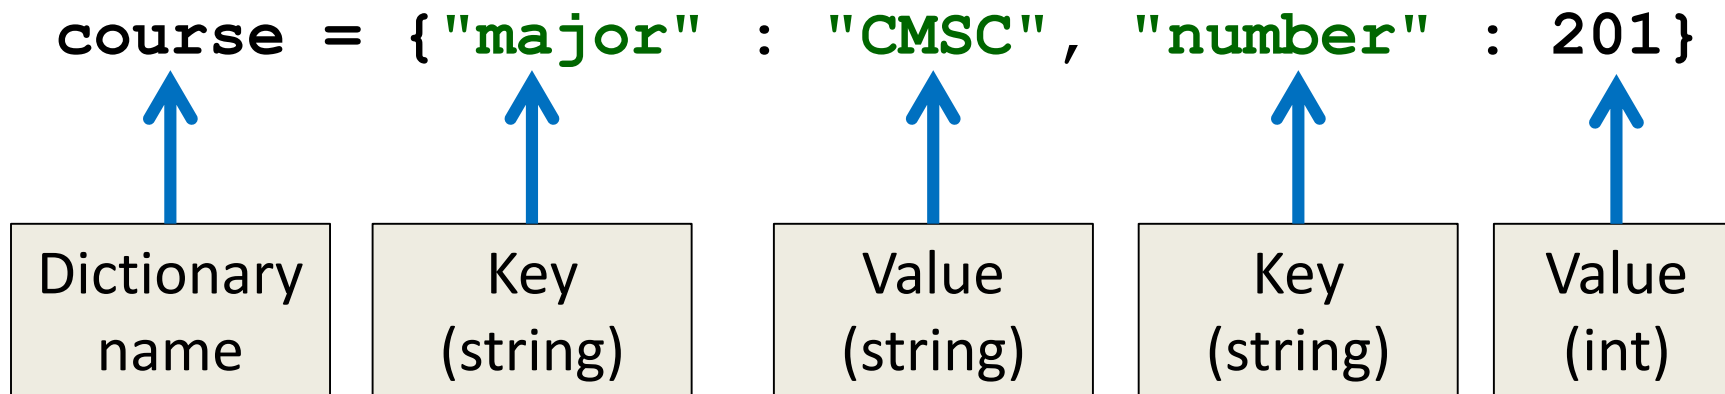 course = {"major" : "CMSC", "number" : 201}
Dictionary name
Key (string)
Value (string)
Key (string)
Value (int)